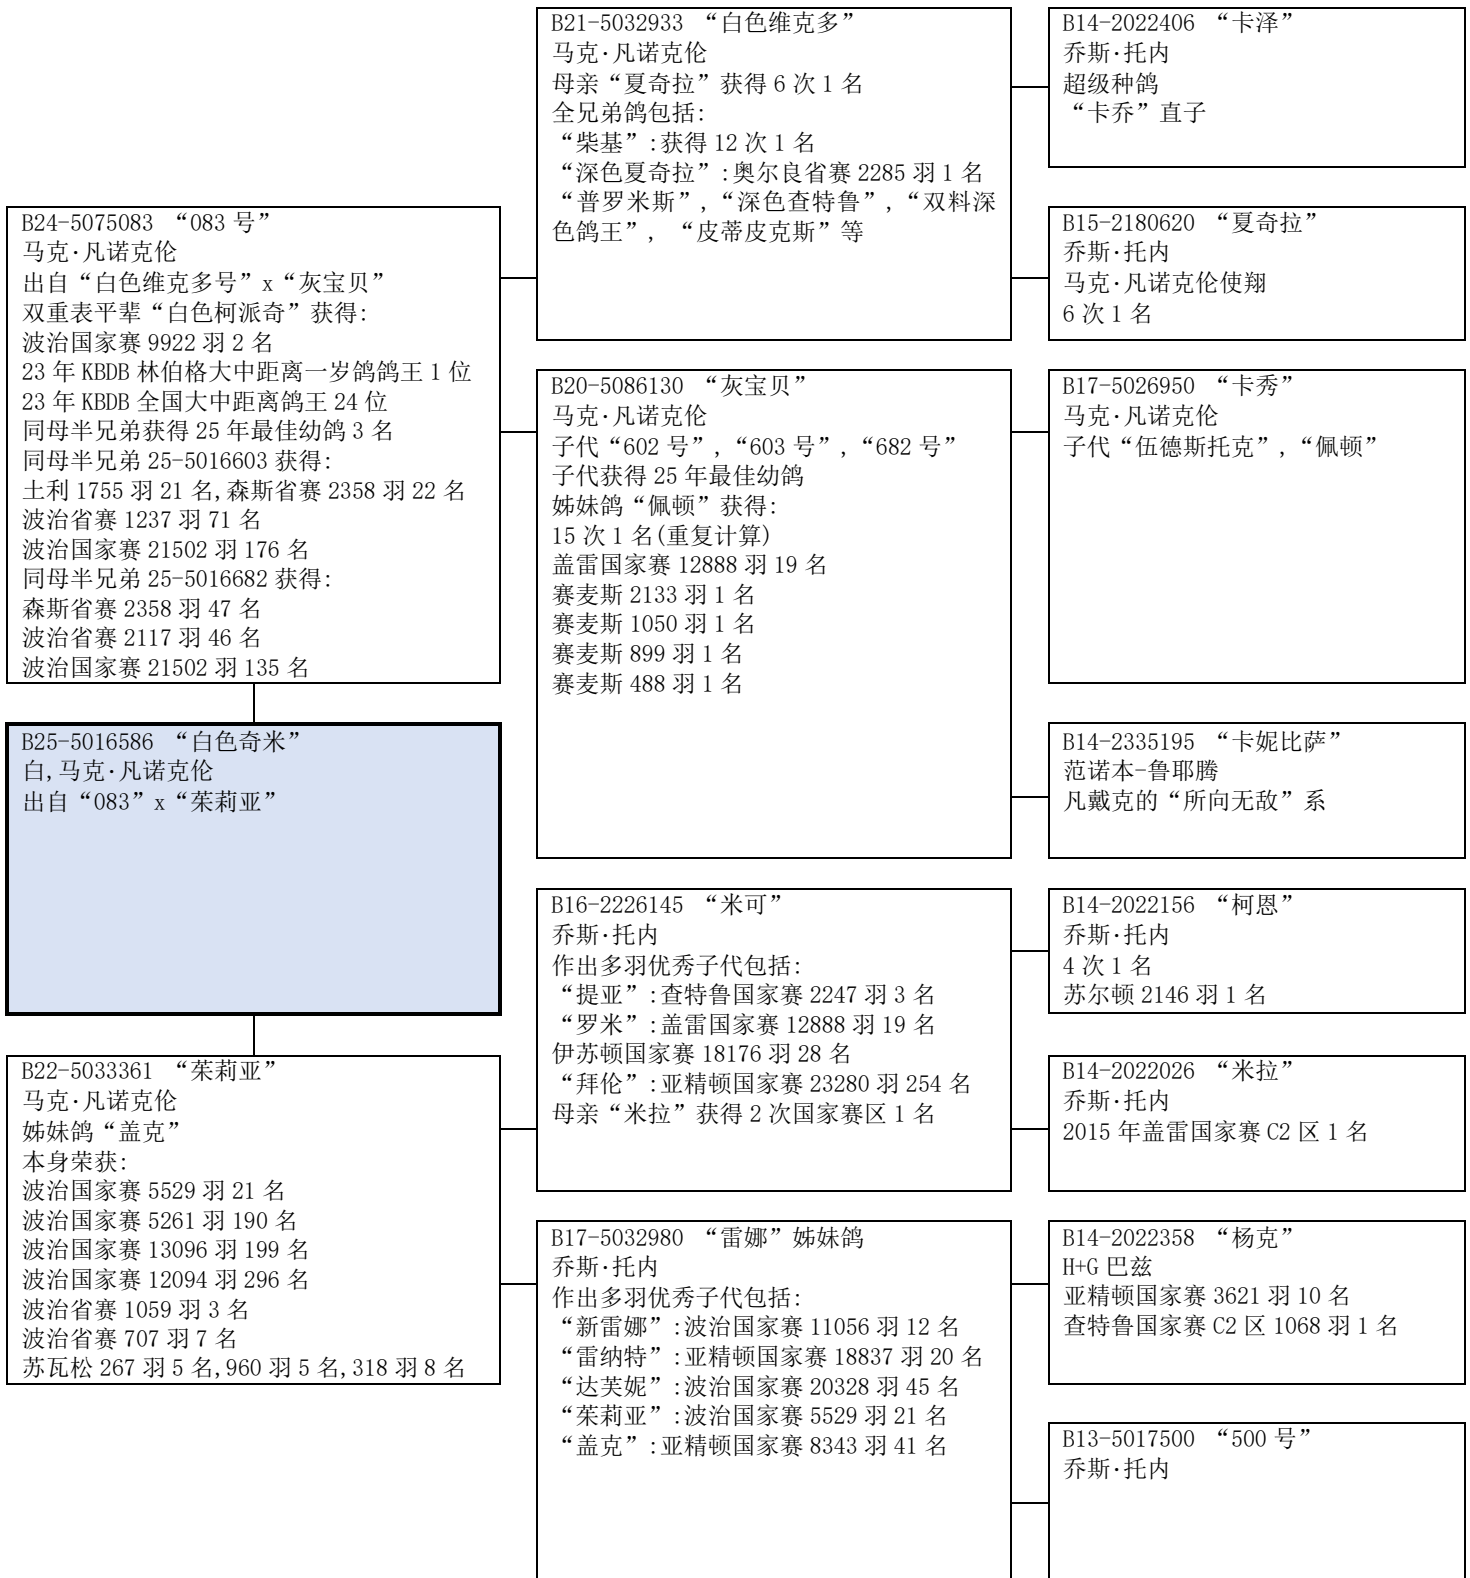 B24-5075083 “083 号”
马克·凡诺克伦
出自“白色维克多号”x“灰宝贝”
双重表平辈“白色柯派奇”获得:
波治国家赛 9922 羽 2 名
23 年 KBDB 林伯格大中距离一岁鸽鸽王 1 位
23 年 KBDB 全国大中距离鸽王 24 位
同母半兄弟获得 25 年最佳幼鸽 3 名
同母半兄弟 25-5016603 获得:
土利 1755 羽 21 名,森斯省赛 2358 羽 22 名
波治省赛 1237 羽 71 名
波治国家赛 21502 羽 176 名
同母半兄弟 25-5016682 获得:
森斯省赛 2358 羽 47 名
波治省赛 2117 羽 46 名
波治国家赛 21502 羽 135 名
B25-5016586 “白色奇米”
白,马克·凡诺克伦
出自“083”x“茱莉亚”
B22-5033361 “茱莉亚”
马克·凡诺克伦
姊妹鸽“盖克”
本身荣获:
波治国家赛 5529 羽 21 名
波治国家赛 5261 羽 190 名
波治国家赛 13096 羽 199 名
波治国家赛 12094 羽 296 名
波治省赛 1059 羽 3 名
波治省赛 707 羽 7 名
苏瓦松 267 羽 5 名,960 羽 5 名,318 羽 8 名
B21-5032933 “白色维克多”
马克·凡诺克伦
母亲“夏奇拉”获得 6 次 1 名
全兄弟鸽包括:
“柴基”:获得 12 次 1 名
“深色夏奇拉”:奥尔良省赛 2285 羽 1 名
“普罗米斯”,“深色查特鲁”,“双料深
色鸽王”, “皮蒂皮克斯”等
B20-5086130 “灰宝贝”
马克·凡诺克伦
子代“602 号”,“603 号”,“682 号”
子代获得 25 年最佳幼鸽
姊妹鸽“佩顿”获得:
15 次 1 名(重复计算)
盖雷国家赛 12888 羽 19 名
赛麦斯 2133 羽 1 名
赛麦斯 1050 羽 1 名
赛麦斯 899 羽 1 名
赛麦斯 488 羽 1 名
B16-2226145 “米可”
乔斯·托内
作出多羽优秀子代包括:
“提亚”:查特鲁国家赛 2247 羽 3 名
“罗米”:盖雷国家赛 12888 羽 19 名
伊苏顿国家赛 18176 羽 28 名
“拜伦”:亚精顿国家赛 23280 羽 254 名
母亲“米拉”获得 2 次国家赛区 1 名
B17-5032980 “雷娜”姊妹鸽
乔斯·托内
作出多羽优秀子代包括:
“新雷娜”:波治国家赛 11056 羽 12 名
“雷纳特”:亚精顿国家赛 18837 羽 20 名
“达芙妮”:波治国家赛 20328 羽 45 名
“茱莉亚”:波治国家赛 5529 羽 21 名
“盖克”:亚精顿国家赛 8343 羽 41 名
B14-2022406 “卡泽”
乔斯·托内
超级种鸽
“卡乔”直子
B15-2180620 “夏奇拉”
乔斯·托内
马克·凡诺克伦使翔
6 次 1 名
B17-5026950 “卡秀”
马克·凡诺克伦
子代“伍德斯托克”,“佩顿”
B14-2335195 “卡妮比萨”
范诺本-鲁耶腾
凡戴克的“所向无敌”系
B14-2022156 “柯恩”
乔斯·托内
4 次 1 名
苏尔顿 2146 羽 1 名
B14-2022026 “米拉”
乔斯·托内
2015 年盖雷国家赛 C2 区 1 名
B14-2022358 “杨克”
H+G 巴兹
亚精顿国家赛 3621 羽 10 名
查特鲁国家赛 C2 区 1068 羽 1 名
B13-5017500 “500 号”
乔斯·托内